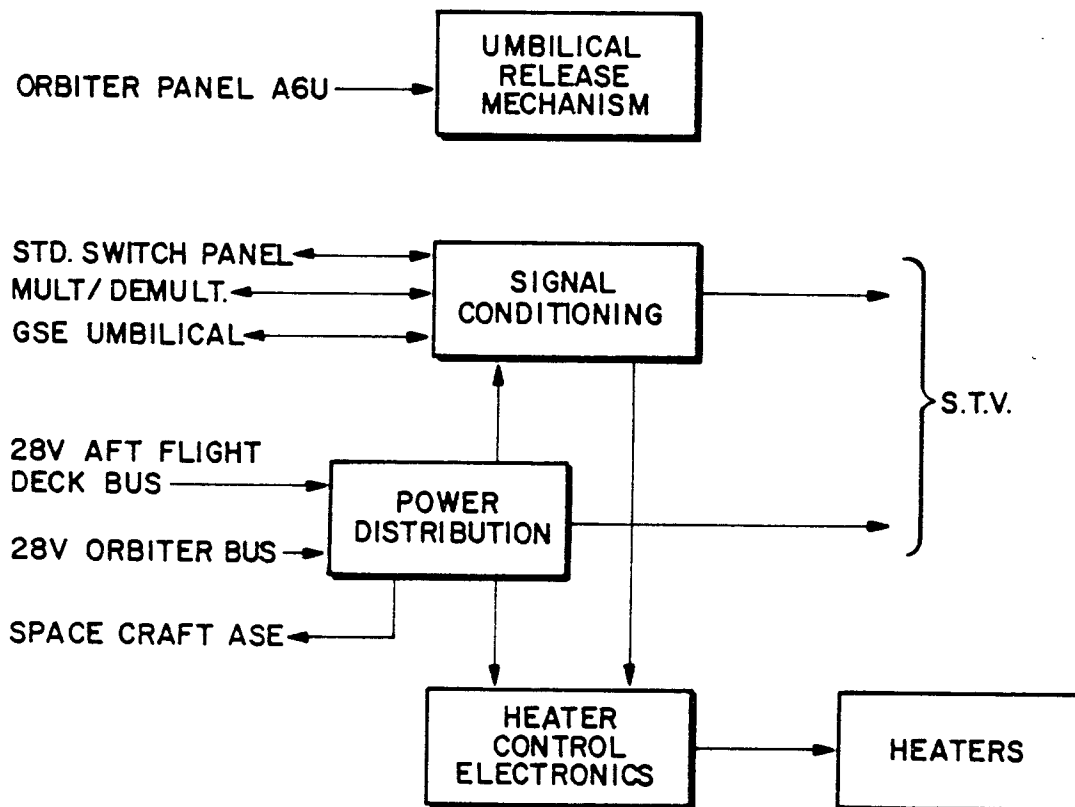 UMBILICAL
RELEASE
MECHANISM
ORBITER PANEL A6U
STD. SWITCH PANEL
MULT/DEMULT.
GSE UMBILICAL
SIGNAL
CONDITIONING
S.T.V.
28V AFT FLIGHT
DECK BUS
28V ORBITER BUS
SPACE CRAFT ASE
POWER
DISTRIBUTION
HEATER
CONTROL
ELECTRONICS
HEATERS